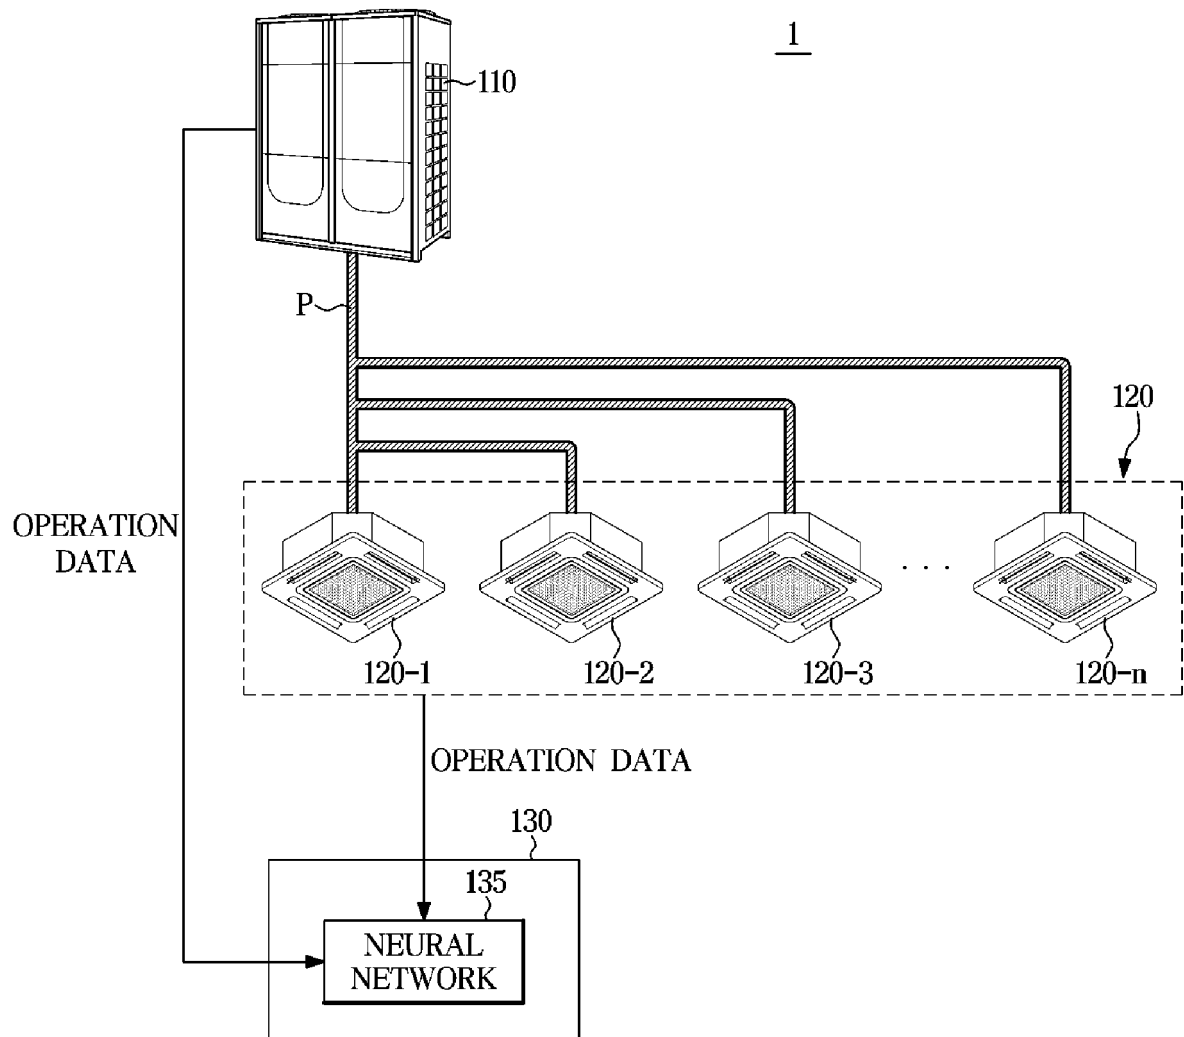 1
110
P
120
OPERATION
DATA
120-1
120-2
120-3
. . .
120-n
OPERATION DATA
130
135
NEURAL
NETWORK